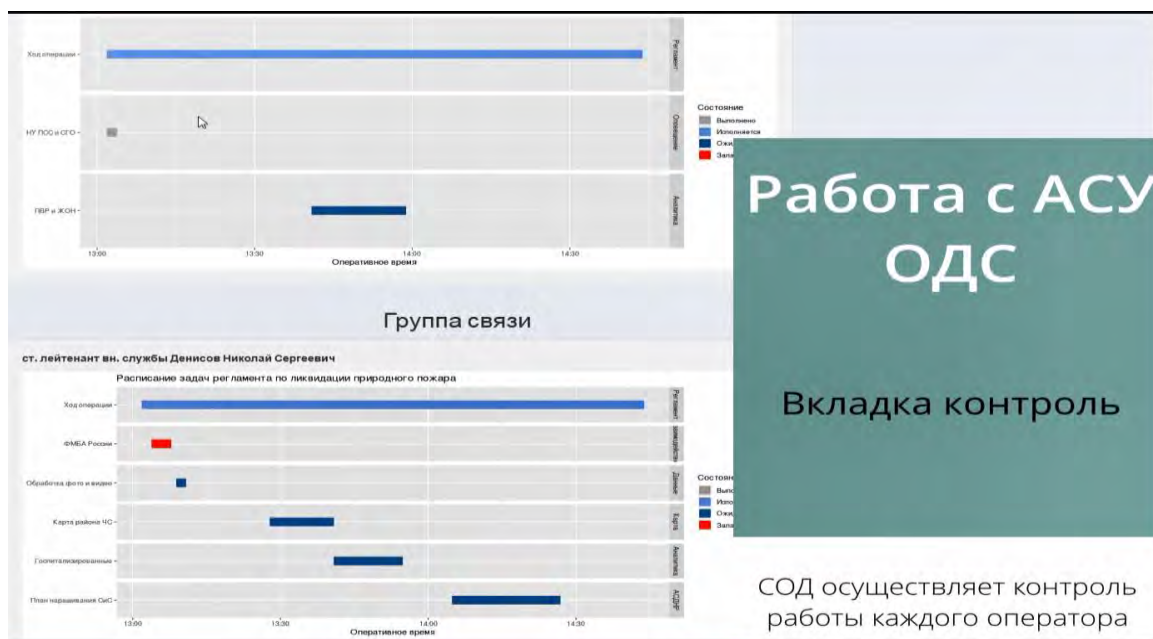 Ход операции
Регламент
НУ ПСС и СГО
Оповещение
ПВР и ЖОН
Аналитика
13:00
13:30
14:00
14:30
Оперативное время
Состояние
Выполнено
Исполняется
Работа с АСУ
ОДС
Вкладка контроль
СОД осуществляет контроль
работы каждого оператора
Группа связи
ст. лейтенант вн. службы Денисов Николай Сергеевич
Расписание задач регламента по ликвидации природного пожара
Ход операции
Регламент
ФМБА России
Обработка фото и видео
Данные
Карта района ЧС
Карта
Госпитализированные
Аналитика
План наращивания СиС
АСДНР
13:00
13:30
14:00
14:30
Оперативное время